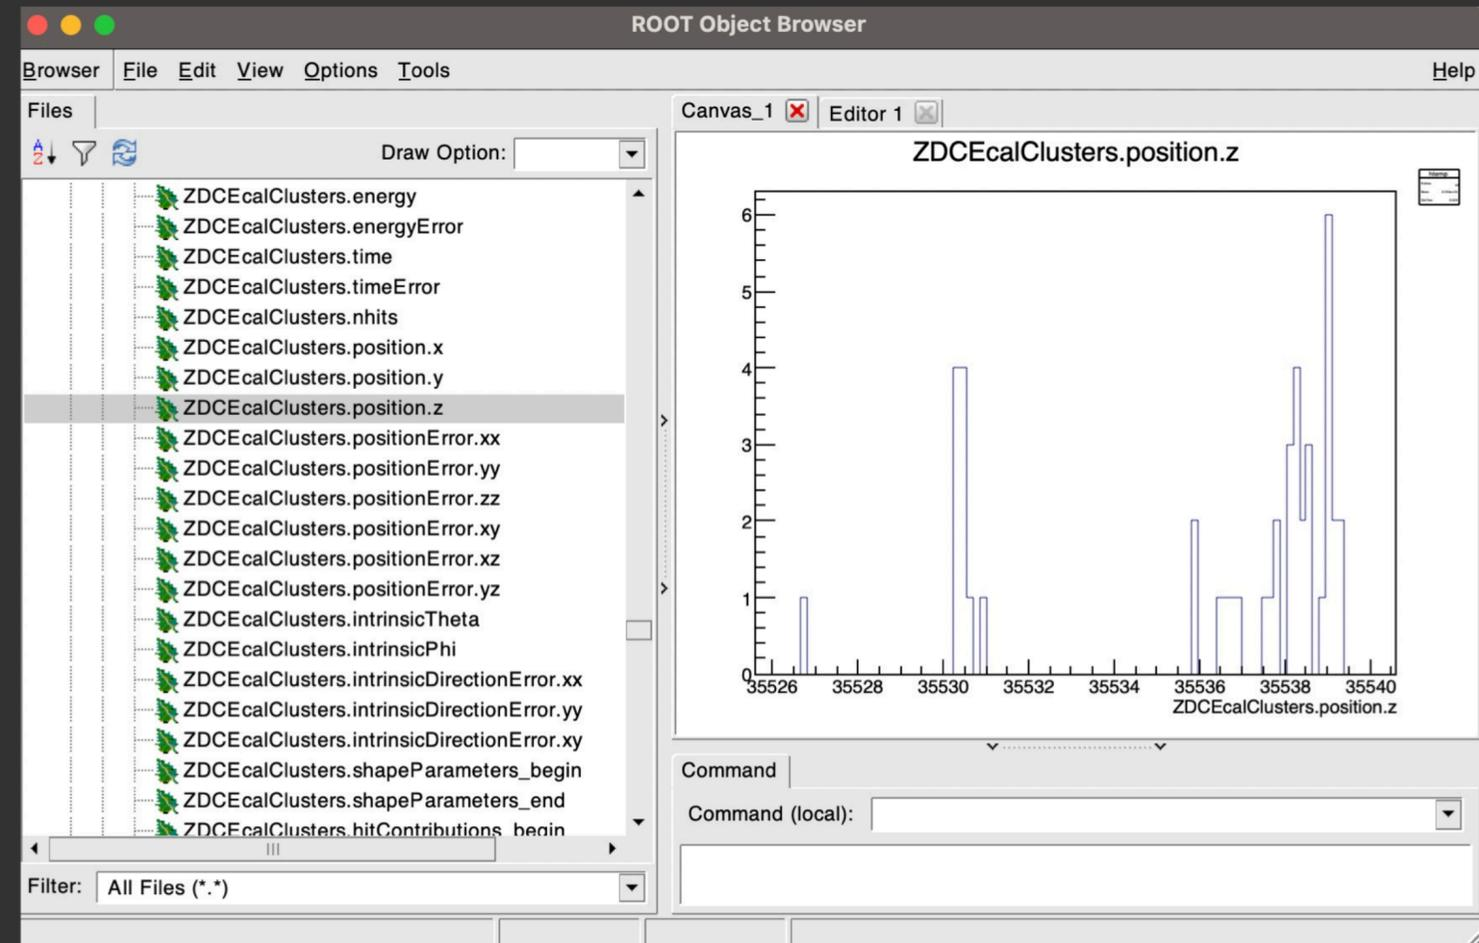 ROOT Object Browser
Browser File Edit View Options Tools Help
Files
Draw Option:
ZDCEcalClusters.energy
ZDCEcalClusters.energyError
ZDCEcalClusters.time
ZDCEcalClusters.timeError
ZDCEcalClusters.nhits
ZDCEcalClusters.position.x
ZDCEcalClusters.position.y
ZDCEcalClusters.position.z
ZDCEcalClusters.positionError.xx
ZDCEcalClusters.positionError.yy
ZDCEcalClusters.positionError.zz
ZDCEcalClusters.positionError.xy
ZDCEcalClusters.positionError.xz
ZDCEcalClusters.positionError.yz
ZDCEcalClusters.intrinsicTheta
ZDCEcalClusters.intrinsicPhi
ZDCEcalClusters.intrinsicDirectionError.xx
ZDCEcalClusters.intrinsicDirectionError.yy
ZDCEcalClusters.intrinsicDirectionError.xy
ZDCEcalClusters.shapeParameters_begin
ZDCEcalClusters.shapeParameters_end
ZDCEcalClusters.hitContributions_begin
Filter: All Files (*.*)
Canvas_1 Editor 1
ZDCEcalClusters.position.z
6
5
4
3
2
1
0
35526 35528 35530 35532 35534 35536 35538 35540
ZDCEcalClusters.position.z
Command
Command (local):